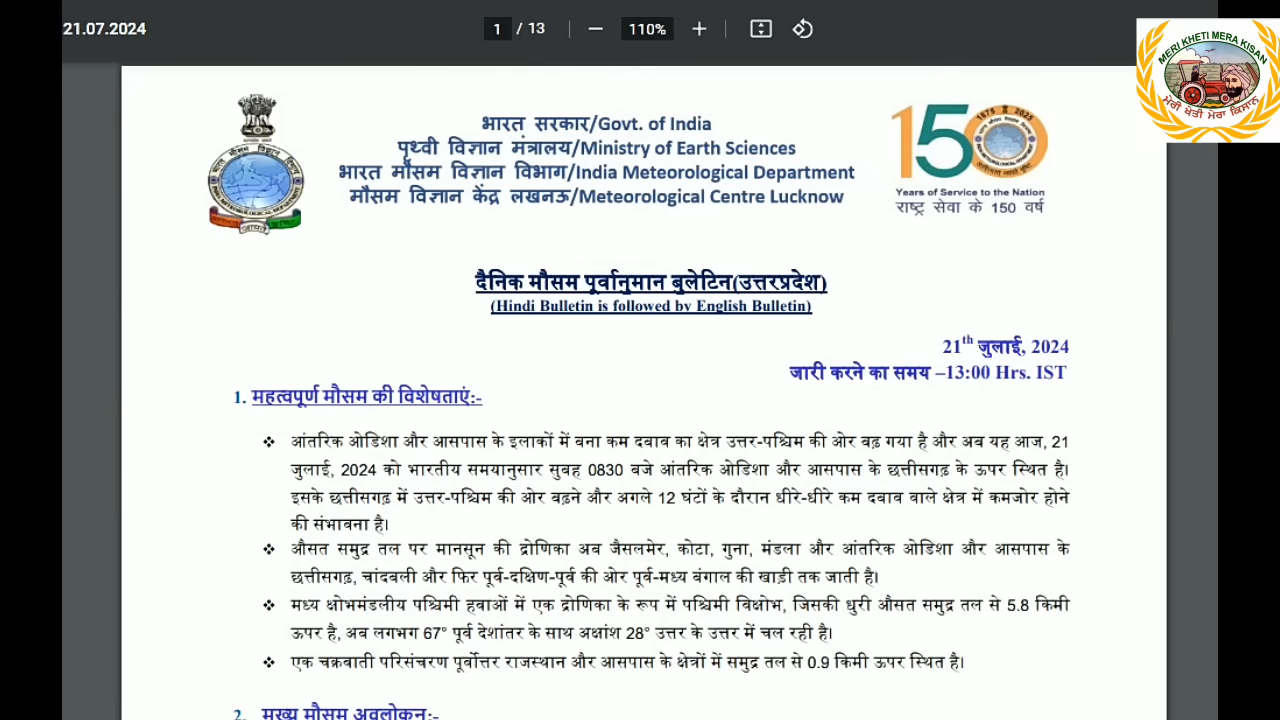 21.07.2024
1 / 13
110%
MERI KHETI MERA KISAN
ਮੇਰੀ ਖੇਤੀ ਮੇਰਾ ਕਿਸਾਨ
भारत सरकार/Govt. of India
पृथ्वी विज्ञान मंत्रालय/Ministry of Earth Sciences
भारत मौसम विज्ञान विभाग/India Meteorological Department
मौसम विज्ञान केंद्र लखनऊ/Meteorological Centre Lucknow
150
1875 2025
Years of Service to the Nation
राष्ट्र सेवा के 150 वर्ष
दैनिक मौसम पूर्वानुमान बुलेटिन(उत्तरप्रदेश)
(Hindi Bulletin is followed by English Bulletin)
21th जुलाई, 2024
जारी करने का समय –13:00 Hrs. IST
1. महत्वपूर्ण मौसम की विशेषताएं:-
❖ आंतरिक ओडिशा और आसपास के इलाकों में बना कम दबाव का क्षेत्र उत्तर-पश्चिम की ओर बढ़ गया है और अब यह आज, 21
जुलाई, 2024 को भारतीय समयानुसार सुबह 0830 बजे आंतरिक ओडिशा और आसपास के छत्तीसगढ़ के ऊपर स्थित है।
इसके छत्तीसगढ़ में उत्तर-पश्चिम की ओर बढ़ने और अगले 12 घंटों के दौरान धीरे-धीरे कम दबाव वाले क्षेत्र में कमजोर होने
की संभावना है।
❖ औसत समुद्र तल पर मानसून की द्रोणिका अब जैसलमेर, कोटा, गुना, मंडला और आंतरिक ओडिशा और आसपास के
छत्तीसगढ़, चांदबली और फिर पूर्व-दक्षिण-पूर्व की ओर पूर्व-मध्य बंगाल की खाड़ी तक जाती है।
❖ मध्य क्षोभमंडलीय पश्चिमी हवाओं में एक द्रोणिका के रूप में पश्चिमी विक्षोभ, जिसकी धुरी औसत समुद्र तल से 5.8 किमी
ऊपर है, अब लगभग 67° पूर्व देशांतर के साथ अक्षांश 28° उत्तर के उत्तर में चल रही है।
❖ एक चक्रवाती परिसंचरण पूर्वोत्तर राजस्थान और आसपास के क्षेत्रों में समुद्र तल से 0.9 किमी ऊपर स्थित है।
2. मुख्य मौसम अवलोकन:-